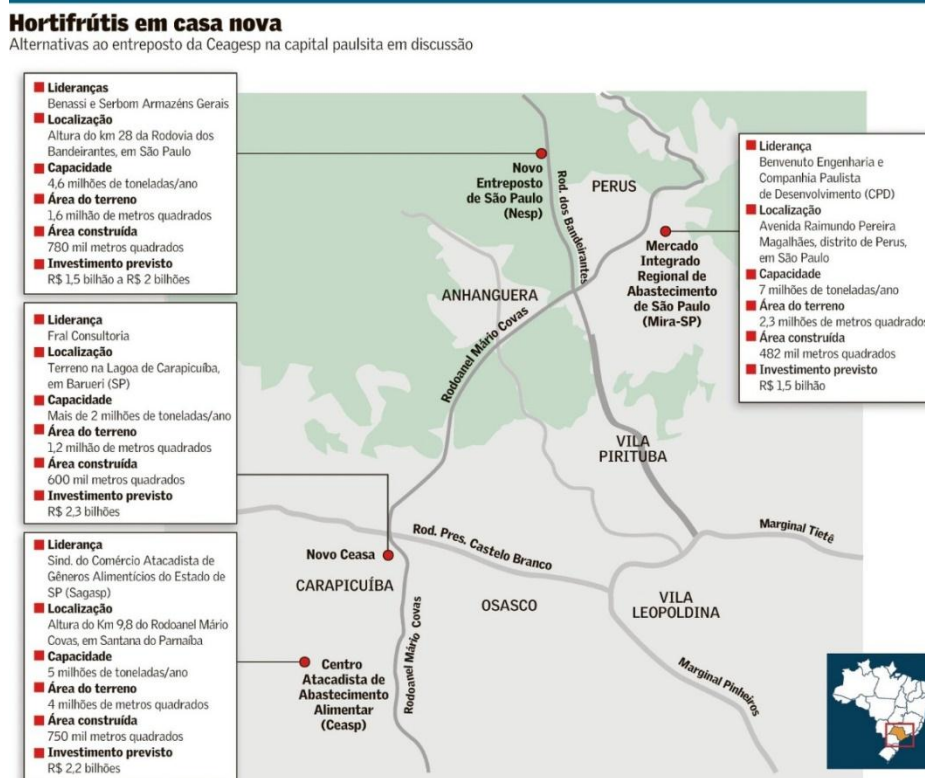 Hortifrútis em casa nova
Alternativas ao entreposto da Ceagesp na capital paulsita em discussão
Lideranças
Benassi e Serbom Armazéns Gerais
Localização
Altura do km 28 da Rodovia dos
Bandeirantes, em São Paulo
Capacidade
4,6 milhões de toneladas/ano
Área do terreno
1,6 milhão de metros quadrados
Área construída
780 mil metros quadrados
Investimento previsto
R$ 1,5 bilhão a R$ 2 bilhões
Liderança
Fral Consultoria
Localização
Terreno na Lagoa de Carapicuíba,
em Barueri (SP)
Capacidade
Mais de 2 milhões de toneladas/ano
Área do terreno
1,2 milhão de metros quadrados
Área construída
600 mil metros quadrados
Investimento previsto
R$ 2,3 bilhões
Liderança
Sind. do Comércio Atacadista de
Gêneros Alimentícios do Estado de
SP (Sagasp)
Localização
Altura do Km 9,8 do Rodoanel Mário
Covas, em Santana do Parnaíba
Capacidade
5 milhões de toneladas/ano
Área do terreno
4 milhões de metros quadrados
Área construída
750 mil metros quadrados
Investimento previsto
R$ 2,2 bilhões
Novo
Entreposto
de São Paulo
(Nesp)
Rod. dos Bandeirantes
PERUS
Mercado
Integrado
Regional de
Abastecimento
de São Paulo
(Mira-SP)
ANHANGUERA
Rodoanel Mário Covas
VILA
PIRITUBA
Marginal Tietê
Rod. Pres. Castelo Branco
Novo Ceasa
CARAPICUÍBA
OSASCO
VILA
LEOPOLDINA
Rodoanel Mário Covas
Centro
Atacadista de
Abastecimento
Alimentar
(Ceasp)
Marginal Pinheiros
Liderança
Benvenuto Engenharia e
Companhia Paulista
de Desenvolvimento (CPD)
Localização
Avenida Raimundo Pereira
Magalhães, distrito de Perus,
em São Paulo
Capacidade
7 milhões de toneladas/ano
Área do terreno
2,3 milhões de metros quadrados
Área construída
482 mil metros quadrados
Investimento previsto
R$ 1,5 bilhão